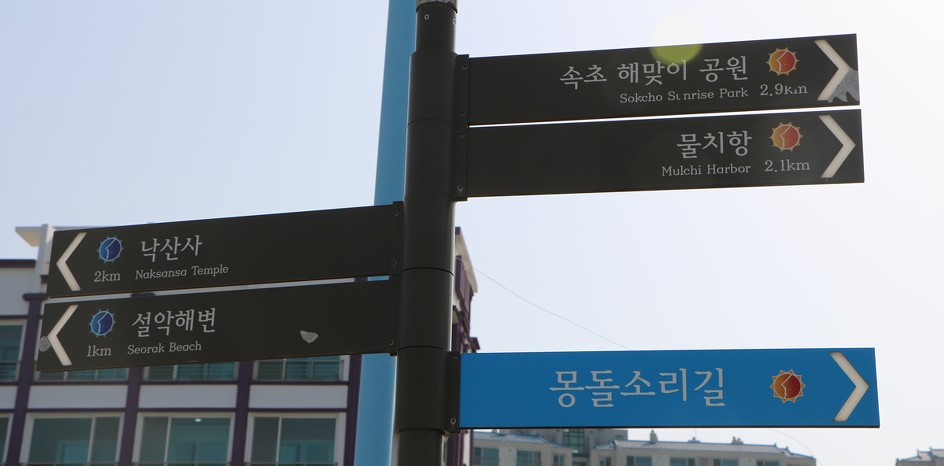 속초 해맞이 공원
Sokcho Sunrise Park 2.9km
물치항
Mulchi Harbor 2.1km
낙산사
2km Naksansa Temple
설악해변
1km Seorak Beach
몽돌소리길